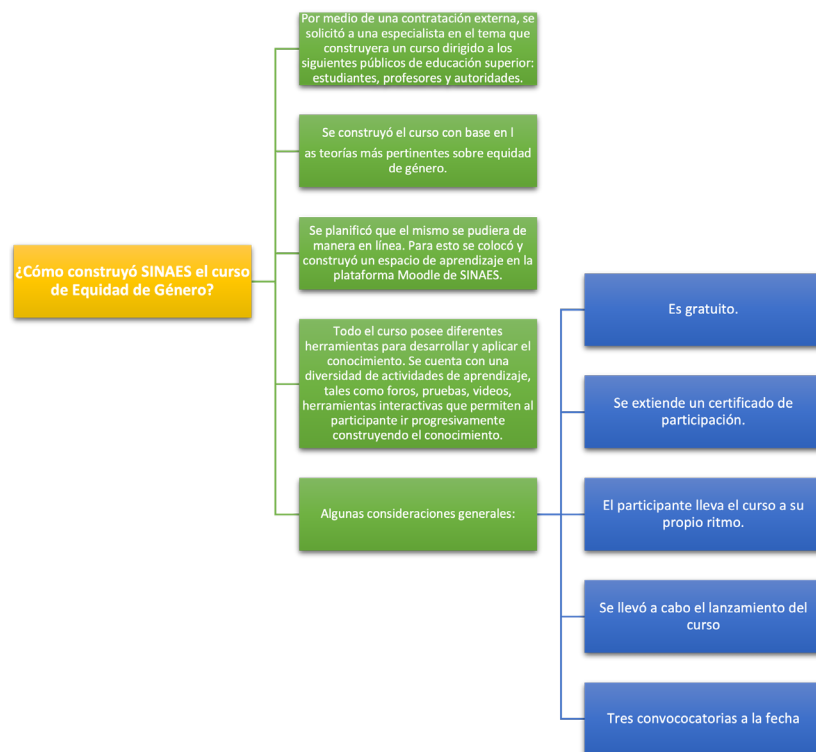 ¿Cómo construyó SINAES el curso
de Equidad de Género?
Por medio de una contratación externa, se
solicitó a una especialista en el tema que
construyera un curso dirigido a los
siguientes públicos de educación superior:
estudiantes, profesores y autoridades.
Se construyó el curso con base en l
as teorías más pertinentes sobre equidad
de género.
Se planificó que el mismo se pudiera de
manera en línea. Para esto se colocó y
construyó un espacio de aprendizaje en la
plataforma Moodle de SINAES.
Todo el curso posee diferentes
herramientas para desarrollar y aplicar el
conocimiento. Se cuenta con una
diversidad de actividades de aprendizaje,
tales como foros, pruebas, videos,
herramientas interactivas que permiten al
participante ir progresivamente
construyendo el conocimiento.
Algunas consideraciones generales:
Es gratuito.
Se extiende un certificado de
participación.
El participante lleva el curso a su
propio ritmo.
Se llevó a cabo el lanzamiento del
curso
Tres convococatorias a la fecha